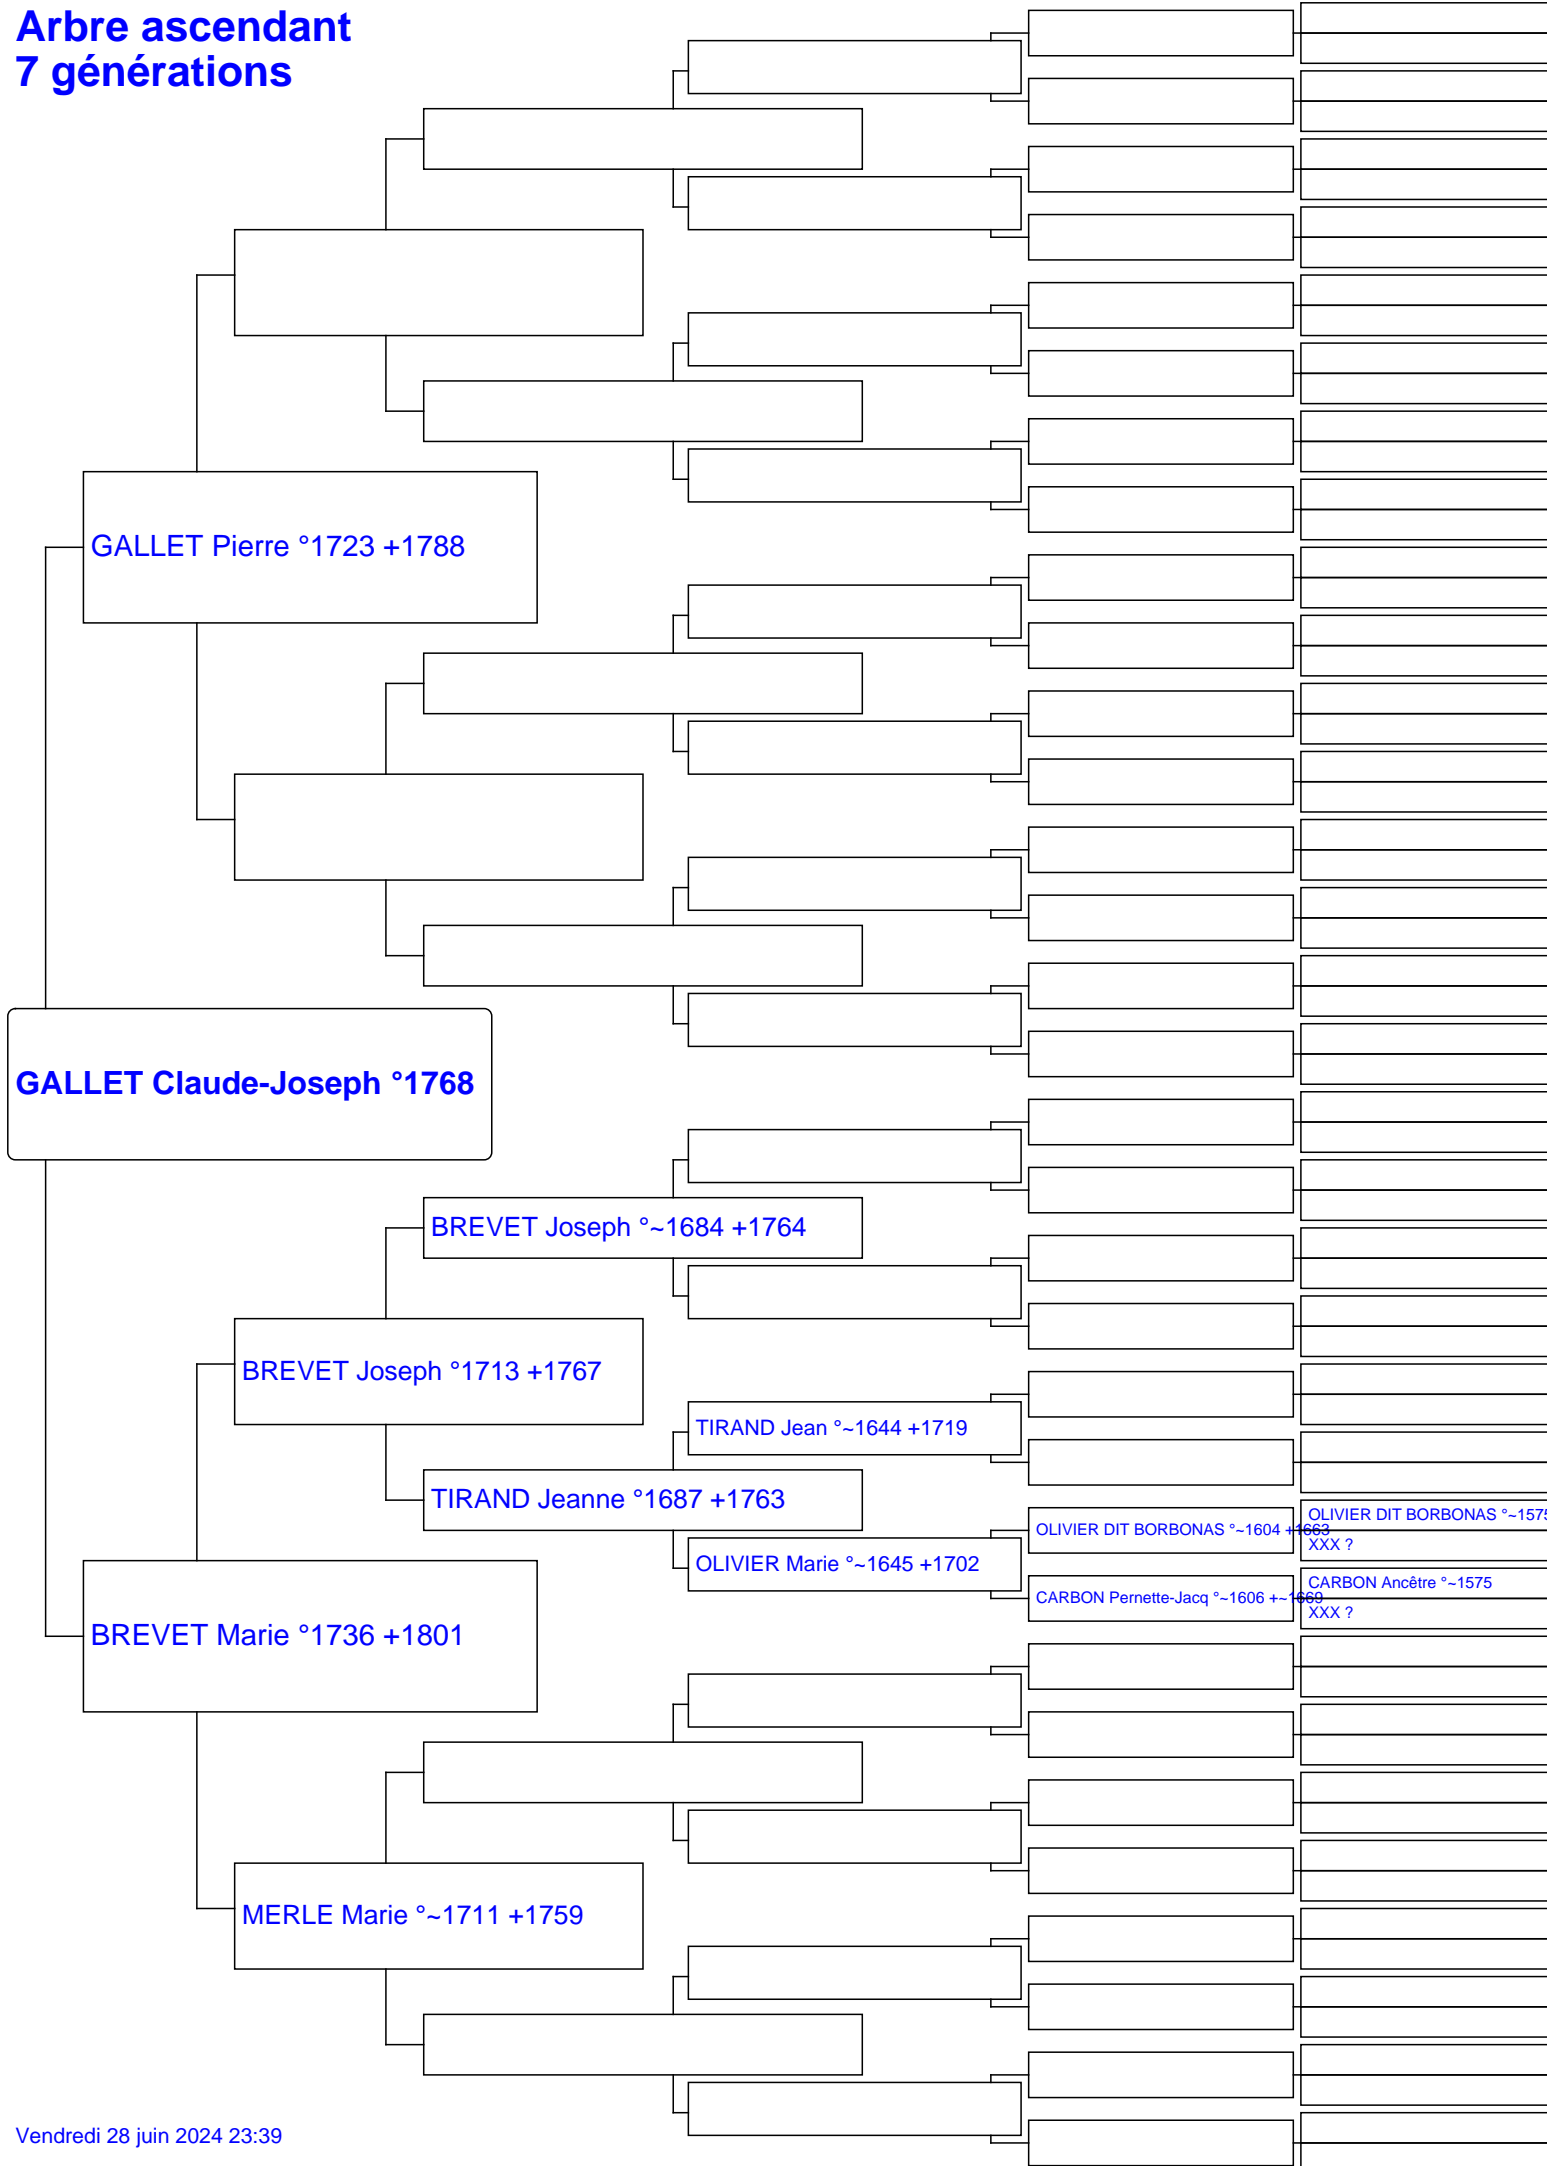 Arbre ascendant
7 générations
GALLET Pierre °1723 +1788
GALLET Claude-Joseph °1768
BREVET Joseph °~1684 +1764
BREVET Joseph °1713 +1767
TIRAND Jean °~1644 +1719
TIRAND Jeanne °1687 +1763
OLIVIER DIT BORBONAS °~1575
OLIVIER DIT BORBONAS °~1604 +1663
XXX ?
OLIVIER Marie °~1645 +1702
CARBON Ancêtre °~1575
CARBON Pernette-Jacq °~1606 +~1669
XXX ?
BREVET Marie °1736 +1801
MERLE Marie °~1711 +1759
Vendredi 28 juin 2024 23:39